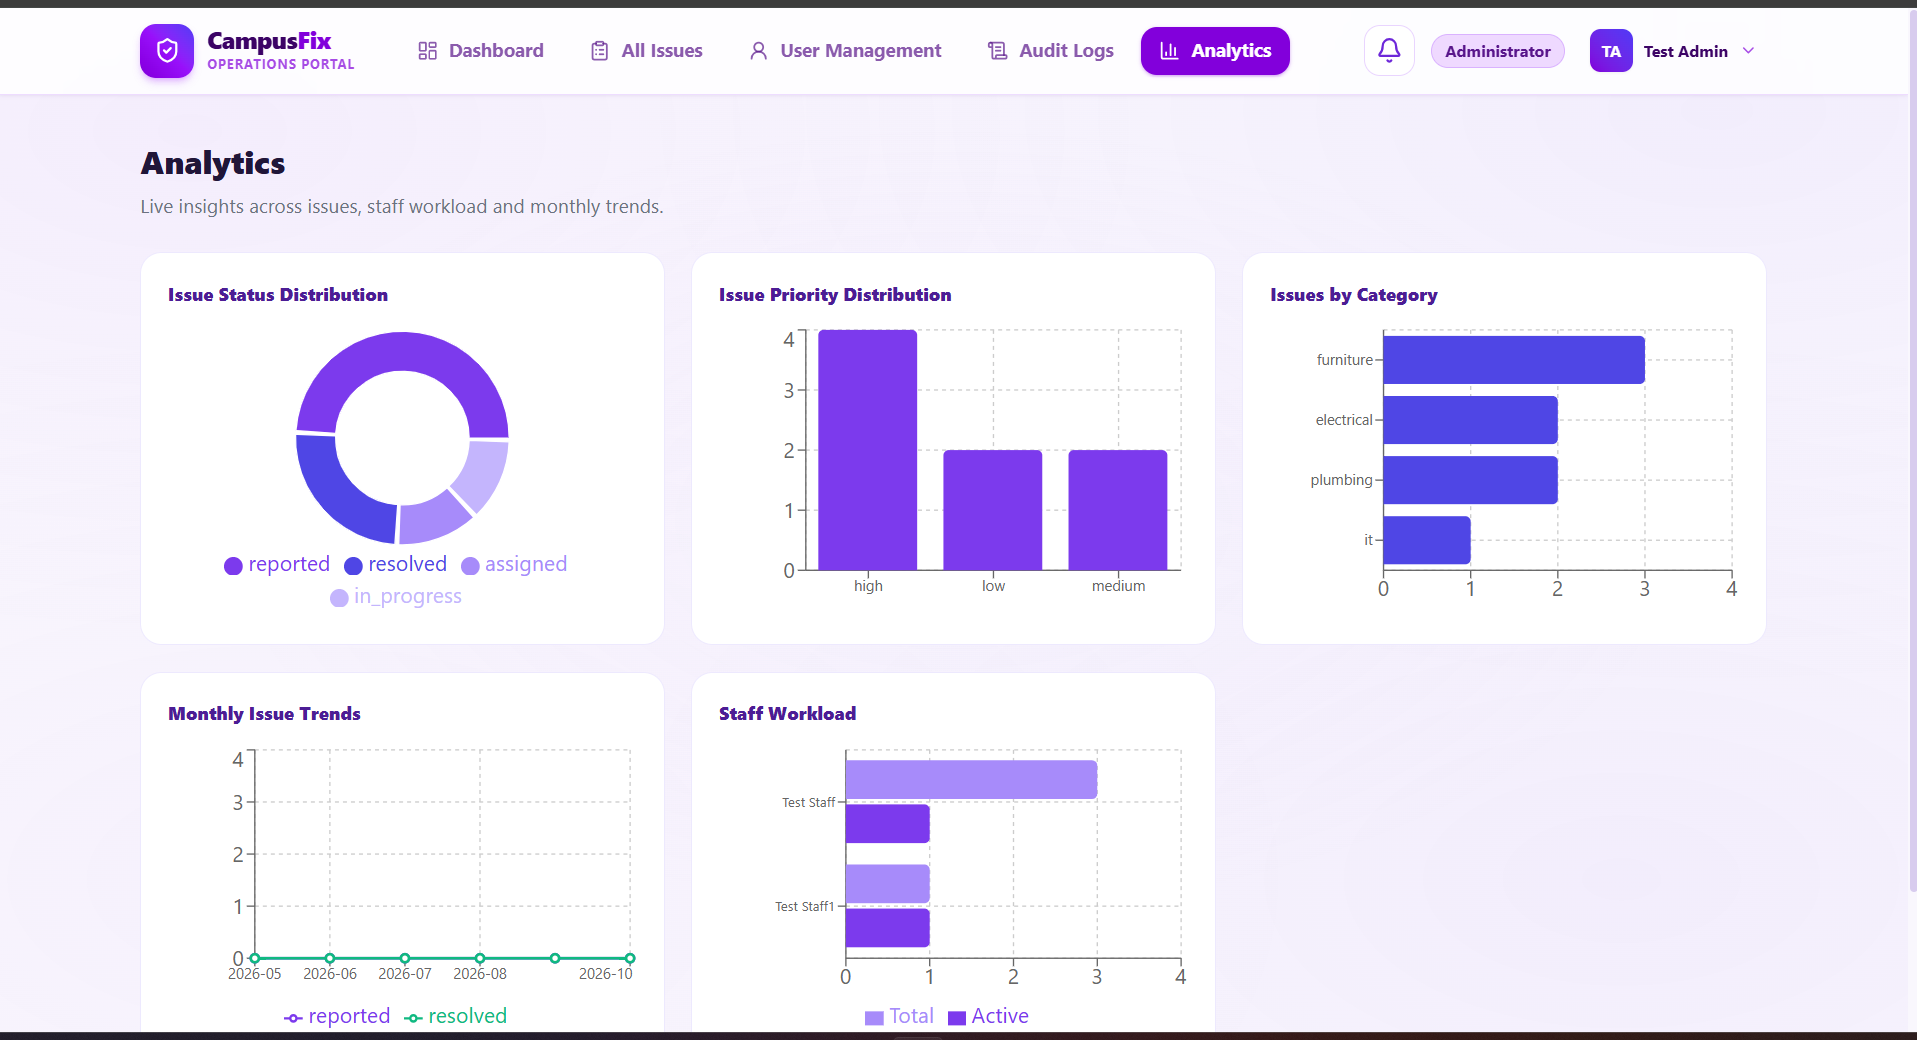 CampusFix
OPERATIONS PORTAL
Dashboard
All Issues
User Management
Audit Logs
Analytics
Administrator
TA
Test Admin
Analytics
Live insights across issues, staff workload and monthly trends.
Issue Status Distribution
reported
resolved
assigned
in_progress
Issue Priority Distribution
4
3
2
1
0
high
low
medium
Issues by Category
furniture
electrical
plumbing
it
0
1
2
3
4
Monthly Issue Trends
4
3
2
1
0
2026-05
2026-06
2026-07
2026-08
2026-10
reported
resolved
Staff Workload
Test Staff
Test Staff1
0
1
2
3
4
Total
Active